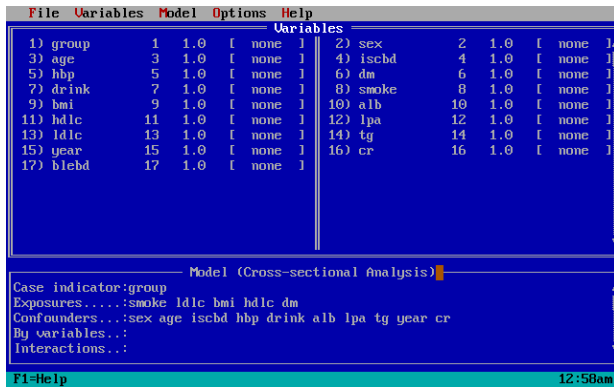 File Variables Model Options Help
Variables
1) group 1 1.0 [ none ] 2) sex 2 1.0 [ none ]
3) age 3 1.0 [ none ] 4) iscbd 4 1.0 [ none ]
5) hbp 5 1.0 [ none ] 6) dm 6 1.0 [ none ]
7) drink 7 1.0 [ none ] 8) smoke 8 1.0 [ none ]
9) bmi 9 1.0 [ none ] 10) alb 10 1.0 [ none ]
11) hdlc 11 1.0 [ none ] 12) lpa 12 1.0 [ none ]
13) ldlc 13 1.0 [ none ] 14) tg 14 1.0 [ none ]
15) year 15 1.0 [ none ] 16) cr 16 1.0 [ none ]
17) blebd 17 1.0 [ none ]
Model (Cross-sectional Analysis)
Case indicator:group
Exposures.....:smoke ldlc bmi hdlc dm
Confounders...:sex age iscbd hbp drink alb lpa tg year cr
By variables..:
Interactions..:
F1=Help 12:58am